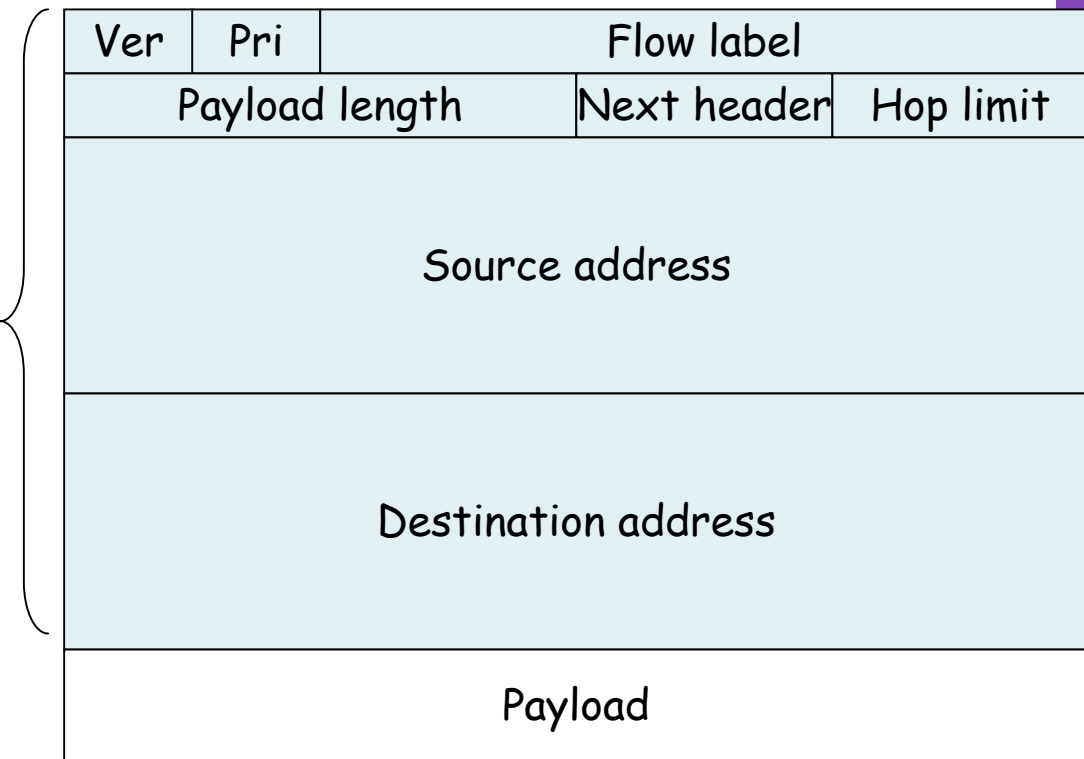 Ver Pri Flow label
Payload length Next header Hop limit
Source address
Destination address
Payload